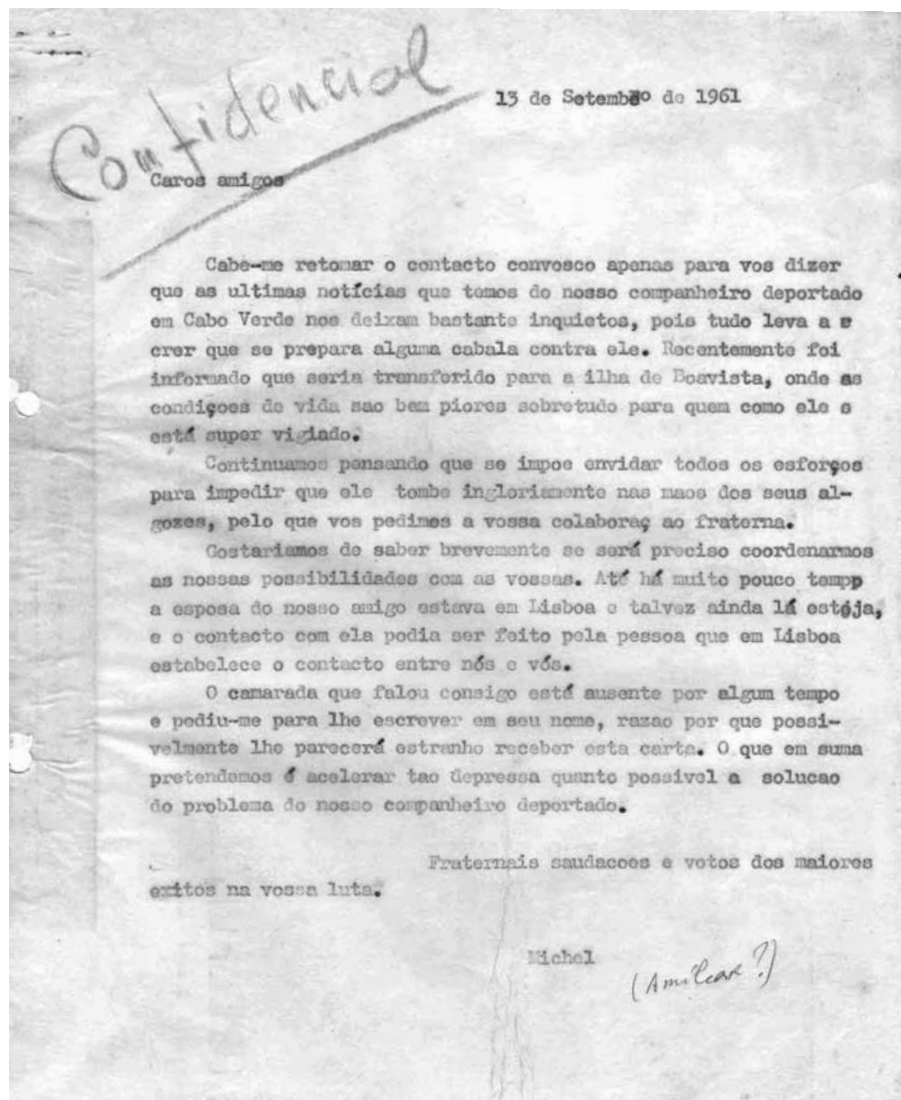 Confidencial
13 de Setembro de 1961
Caros amigos
Cabe-me retomar o contacto convosco apenas para vos dizer
que as ultimas notícias que temos do nosso companheiro deportado
em Cabo Verde nos deixam bastante inquietos, pois tudo leva a e
crer que se prepara alguma cabala contra ele. Recentemente foi
informado que seria transferido para a ilha de Boavista, onde as
condiçoes de vida sao bem piores sobretudo para quem como ele e
está super vigiado.
Continuamos pensando que se impoe envidar todos os esforços
para impedir que ele tombe ingloriamente nas maos dos seus al-
gozes, pelo que vos pedimos a vossa colaboraç ao fraterna.
Gostariamos de saber brevemente se será preciso coordenarmos
as nossas possibilidades com as vossas. Até há muito pouco tempp
a esposa do nosso amigo estava em Lisboa e talvez ainda lá estéja,
e o contacto com ela podia ser feito pela pessoa que em Lisboa
estabelece o contacto entre nós e vós.
O camarada que falou consigo está ausente por algum tempo
e pediu-me para lhe escrever em seu nome, razao por que possi-
velmente lhe parecerá estranho receber esta carta. O que em suma
pretendemos é acelerar tao depressa quanto possivel a solucao
do problema do nosso companheiro deportado.
Fraternais saudacoes e votos dos maiores
exitos na vossa luta.
Michel
(Amilcar ?)